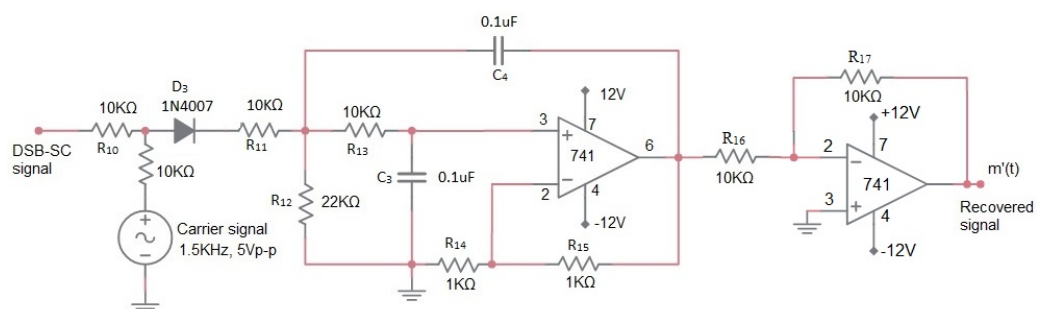 0.1uF
C4
R17
10KΩ
D3
1N4007
12V
+12V
10KΩ
10KΩ
10KΩ
3
7
+
741
6
R16
2
7
−
741
m'(t)
DSB-SC
signal
R10
R11
R13
10KΩ
C3
0.1uF
−
2
4
10KΩ
3
+
4
Recovered
signal
R12
22KΩ
-12V
-12V
+
−
Carrier signal
1.5KHz, 5Vp-p
R14
R15
1KΩ
1KΩ